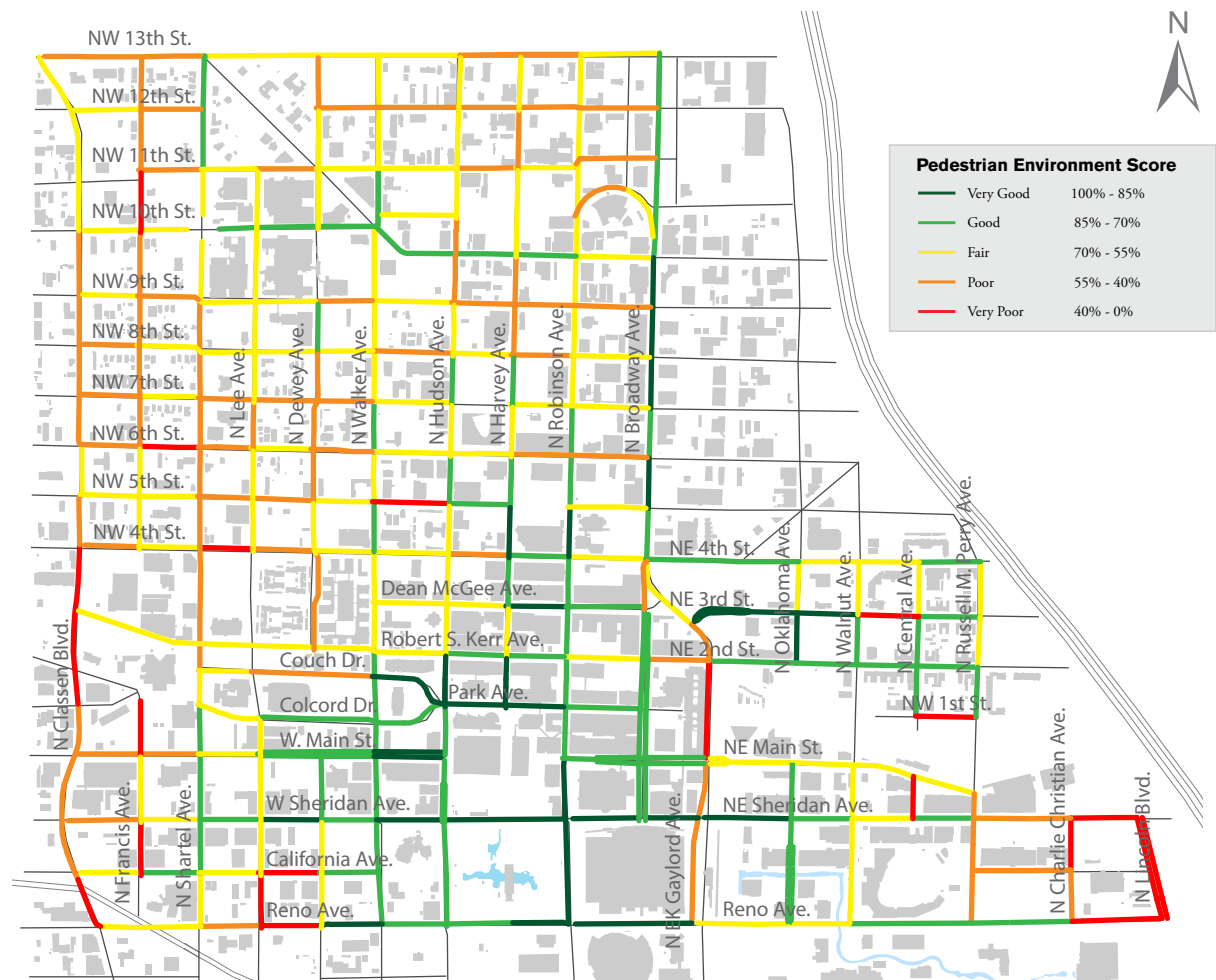 N
NW 13th St.
NW 12th St.
NW 11th St.
NW 10th St.
NW 9th St.
NW 8th St.
NW 7th St.
NW 6th St.
NW 5th St.
NW 4th St.
Pedestrian Environment Score
Very Good 100% - 85%
Good 85% - 70%
Fair 70% - 55%
Poor 55% - 40%
Very Poor 40% - 0%
N Lee Ave.
N Dewey Ave.
N Walker Ave.
N Hudson Ave.
N Harvey Ave.
N Robinson Ave.
N Broadway Ave.
NE 4th St.
Dean McGee Ave.
NE 3rd St.
Robert S. Kerr Ave.
NE 2nd St.
Couch Dr.
Park Ave.
Colcord Dr.
NW 1st St.
W. Main St.
NE Main St.
W Sheridan Ave.
NE Sheridan Ave.
California Ave.
Reno Ave.
Reno Ave.
N Classen Blvd.
N Francis Ave.
N Shartel Ave.
N EK Gaylord Ave.
N Oklahoma Ave.
N Walnut Ave.
N Central Ave.
N Russell M. Perry Ave.
N Charlie Christian Ave.
N Lincoln Blvd.